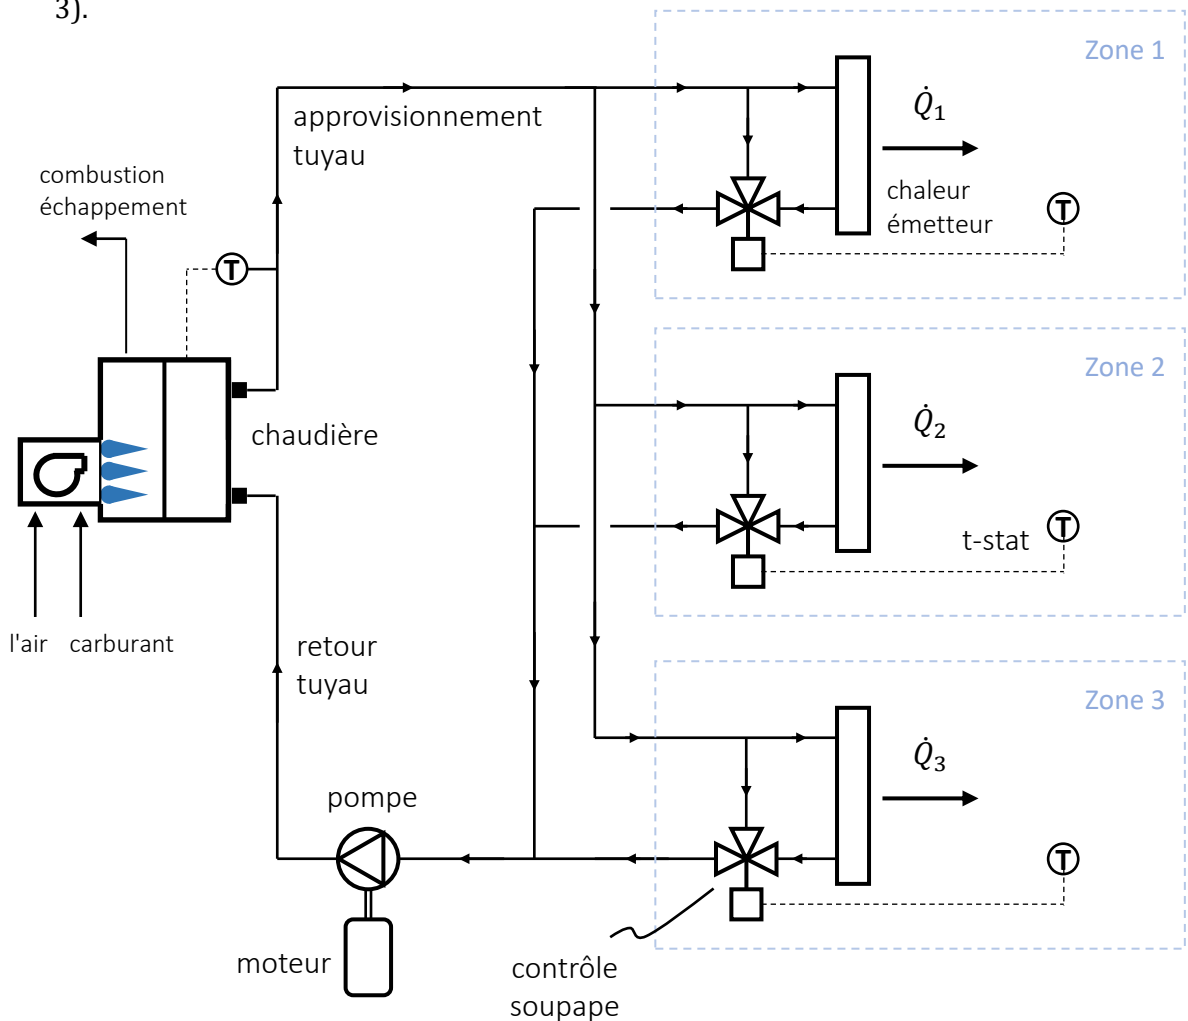 3).
Zone 1
approvisionnement
tuyau
Q̇₁
combustion
échappement
chaleur
émetteur
T
T
Zone 2
chaudière
Q̇₂
t-stat
T
l'air
carburant
retour
tuyau
Zone 3
Q̇₃
pompe
T
moteur
contrôle
soupape